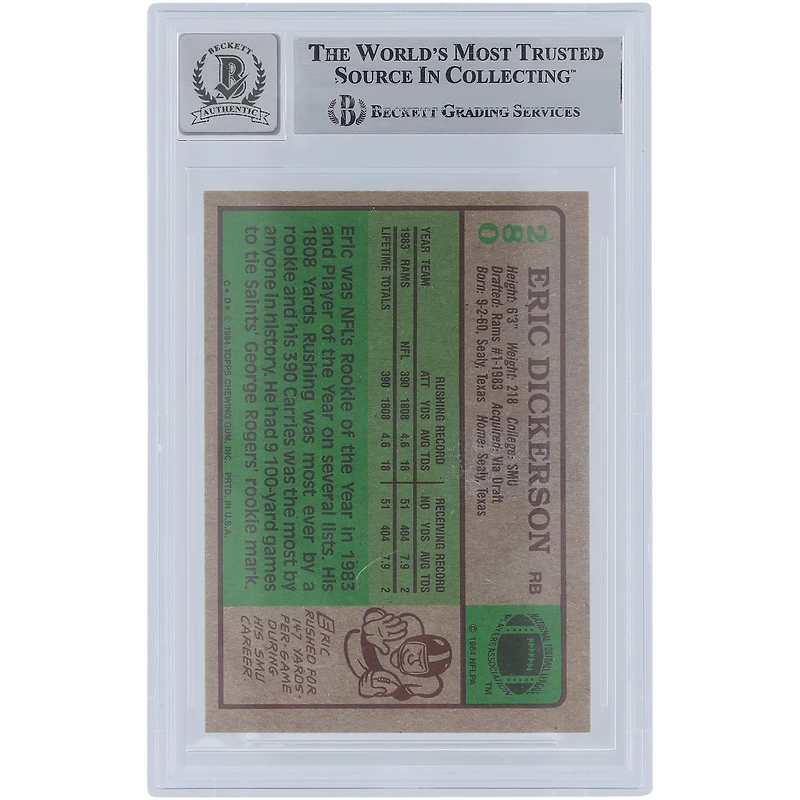 BECKETT
B
AUTHENTIC
THE WORLD'S MOST TRUSTED
SOURCE IN COLLECTING™
B BECKETT GRADING SERVICES
280
ERIC DICKERSON RB
Height: 6'3" Weight: 218 College: SMU
Drafted: Rams #1-1983 Acquired: Via Draft
Born: 9-2-60, Sealy, Texas Home: Sealy, Texas
NATIONAL FOOTBALL LEAGUE
PLAYERS ASSOCIATION
TM
© 1984 NFLPA
RUSHING RECORD RECEIVING RECORD
YEAR TEAM ATT YDS AVG TDS NO YDS AVG TDS
1983 RAMS NFL 390 1808 4.6 18 51 404 7.9 2
LIFETIME TOTALS 390 1808 4.6 18 51 404 7.9 2
Eric was NFL's Rookie of the Year in 1983
and Player of the Year on several lists. His
1808 Yards Rushing was most ever by a
rookie and his 390 Carries was the most by
anyone in history. He had 9 100-yard games
to tie Saints' George Rogers' rookie mark.
C★ D★ © 1984 TOPPS CHEWING GUM, INC. PRTD. IN U.S.A.
ERIC
RUSHED FOR
147 YARDS-
PER-GAME
DURING
HIS SMU
CAREER.